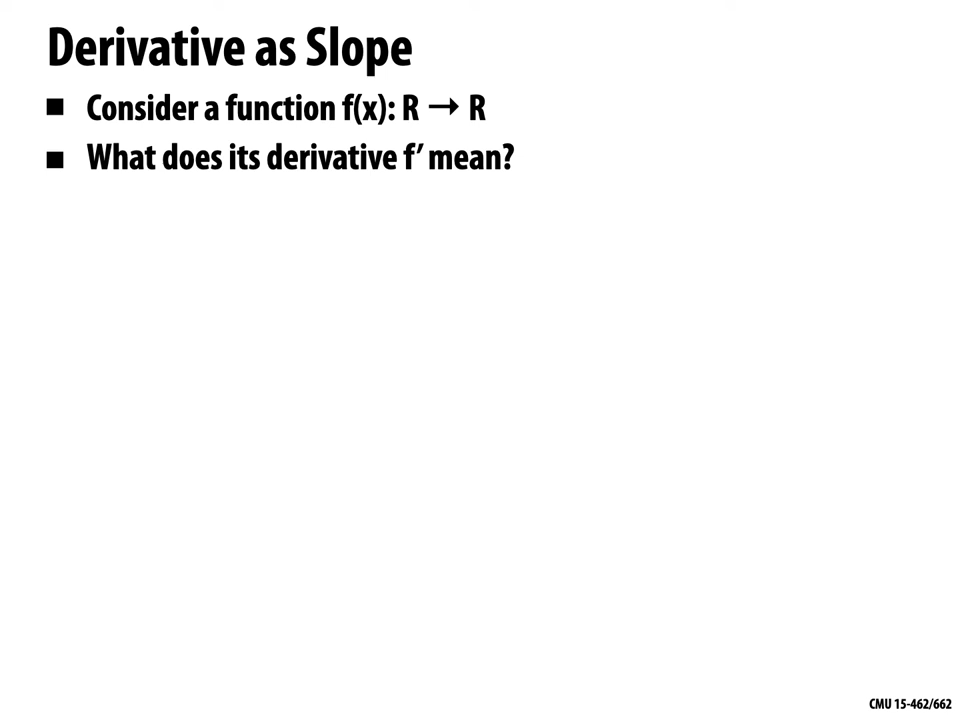 Derivative as Slope
■ Consider a function f(x): R → R
■ What does its derivative f’ mean?
CMU 15-462/662